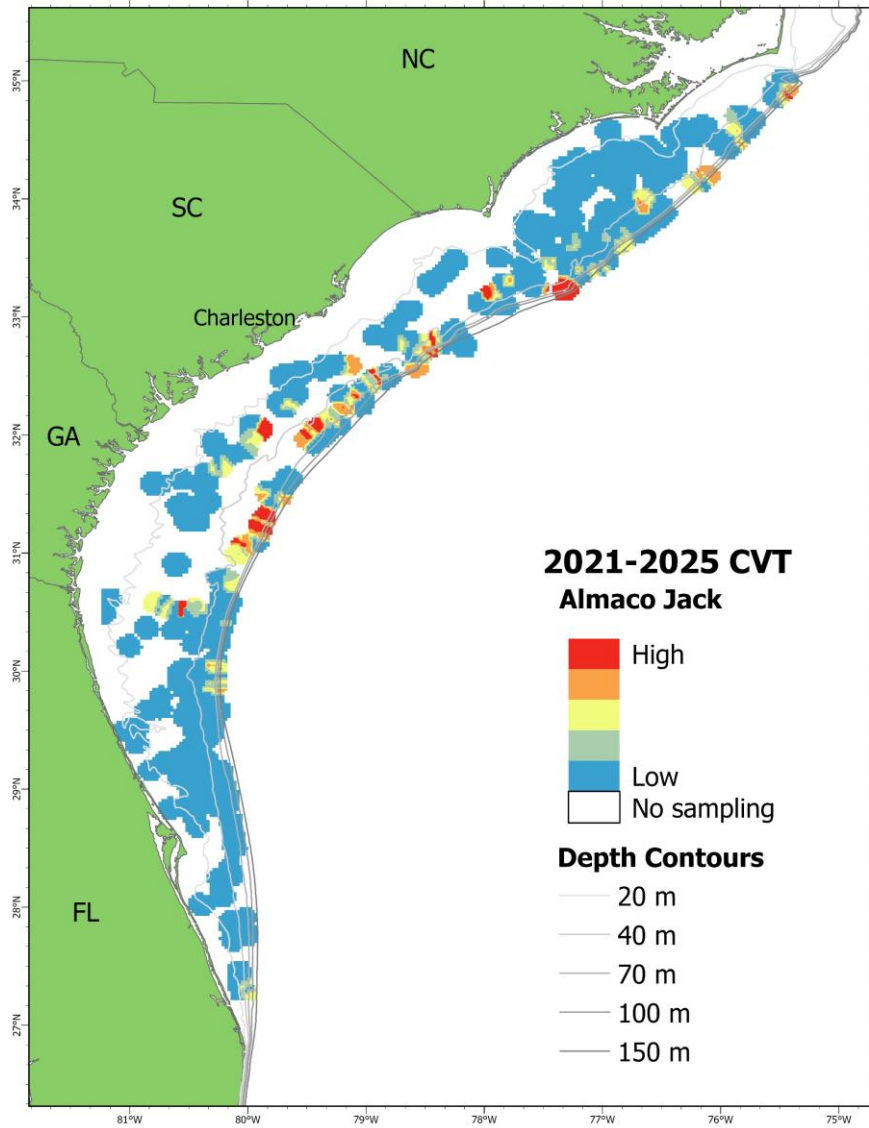 NC
SC
Charleston
GA
FL
2021-2025 CVT
Almaco Jack
High
Low
No sampling
Depth Contours
20 m
40 m
70 m
100 m
150 m
35°N
34°N
33°N
32°N
31°N
30°N
29°N
28°N
27°N
81°W
80°W
79°W
78°W
77°W
76°W
75°W